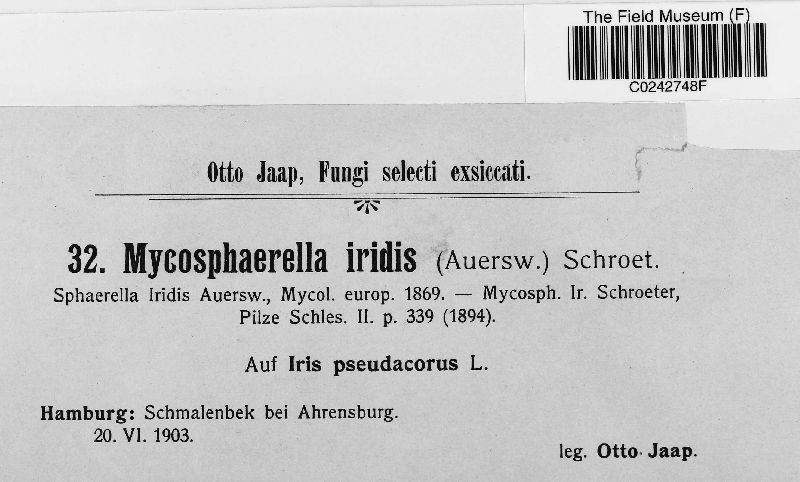 The Field Museum (F)
C0242748F
Otto Jaap, Fungi selecti exsiccati.
32. Mycosphaerella iridis (Auersw.) Schroet.
Sphaerella Iridis Auersw., Mycol. europ. 1869. — Mycosph. Ir. Schroeter,
Pilze Schles. II. p. 339 (1894).
Auf Iris pseudacorus L.
Hamburg: Schmalenbek bei Ahrensburg.
20. VI. 1903.
leg. Otto Jaap.